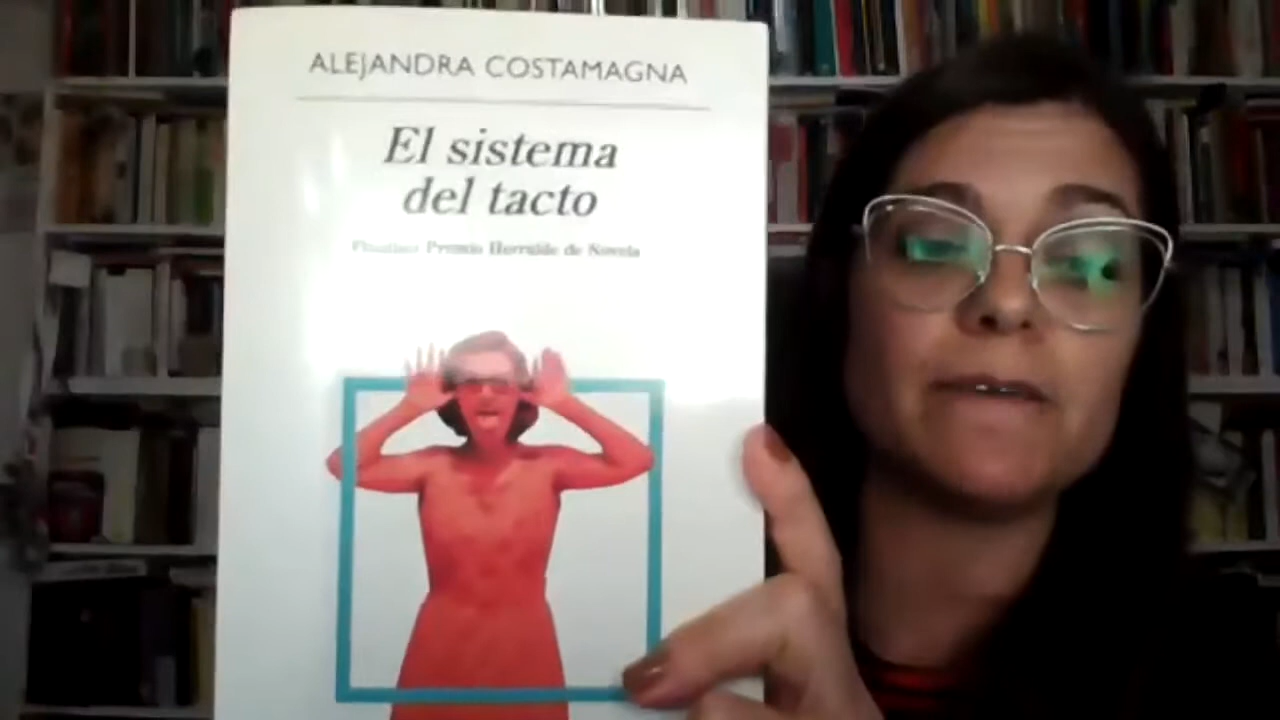 ALEJANDRA COSTAMAGNA
El sistema
del tacto
Finalista Premio Herralde de Novela